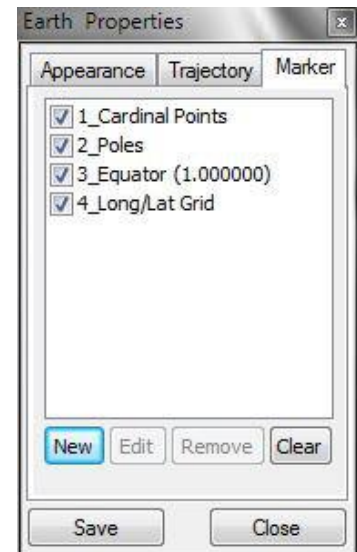 Earth Properties
Appearance Trajectory Marker
1_Cardinal Points
2_Poles
3_Equator (1.000000)
4_Long/Lat Grid
New Edit Remove Clear
Save Close